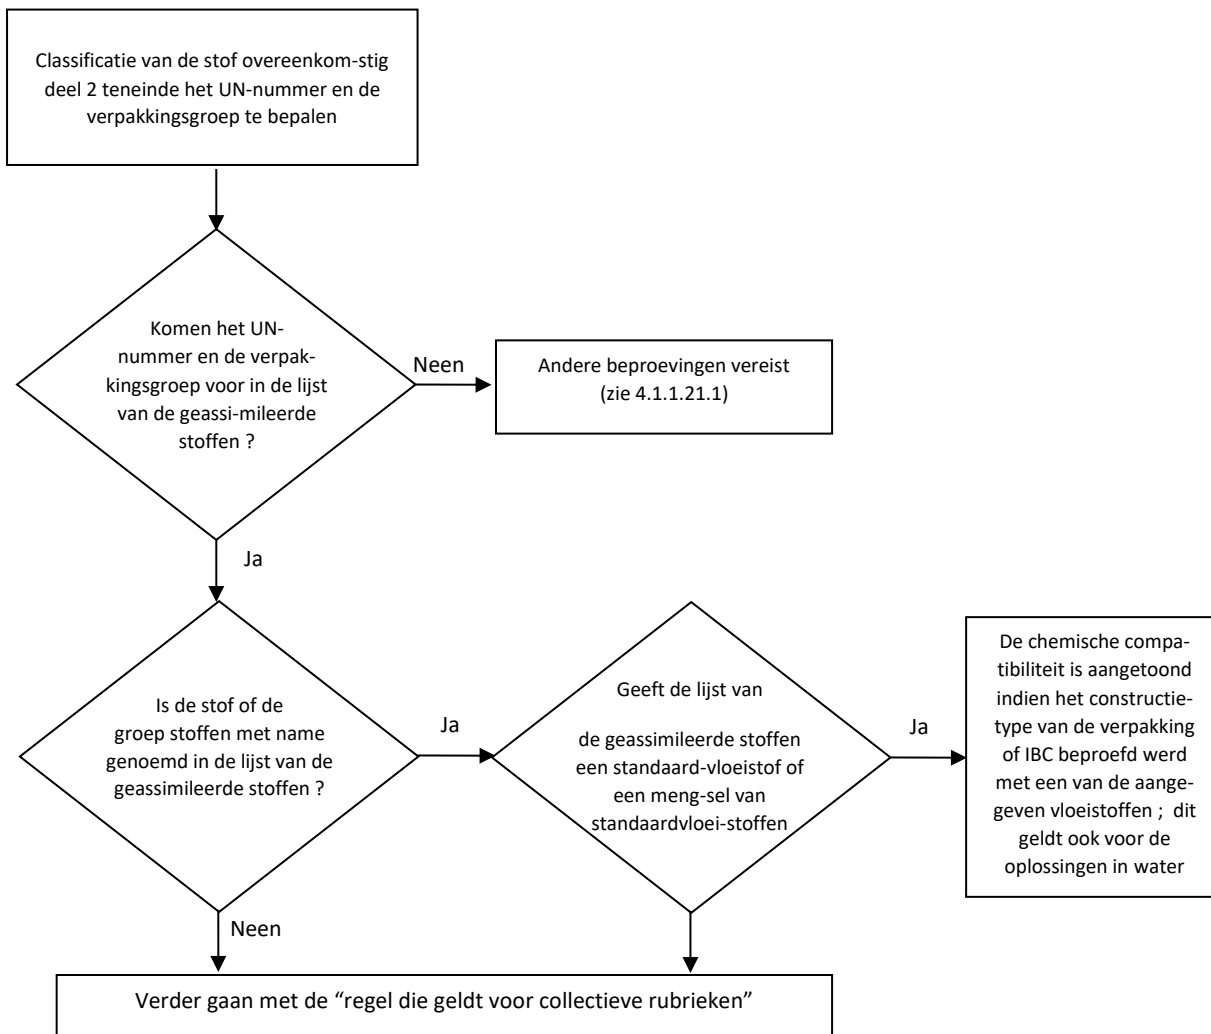 Classificatie van de stof overeenkom-stig
deel 2 teneinde het UN-nummer en de
verpakkingsgroep te bepalen
Komen het UN-
nummer en de verpak-
kingsgroep voor in de lijst
van de geassi-mileerde
stoffen ?
Neen
Andere beproevingen vereist
(zie 4.1.1.21.1)
Ja
Is de stof of de
groep stoffen met name
genoemd in de lijst van de
geassimileerde stoffen ?
Ja
Geeft de lijst van
de geassimileerde stoffen
een standaard-vloeistof of
een meng-sel van
standaardvloei-stoffen
Ja
De chemische compa-
tibiliteit is aangetoond
indien het constructie-
type van de verpakking
of IBC beproefd werd
met een van de aange-
geven vloeistoffen ; dit
geldt ook voor de
oplossingen in water
Neen
Verder gaan met de “regel die geldt voor collectieve rubrieken”